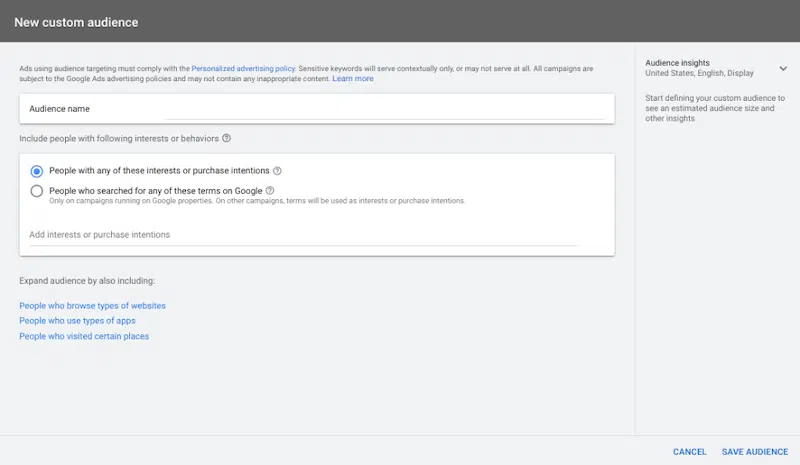 New custom audience
Ads using audience targeting must comply with the Personalized advertising policy. Sensitive keywords will serve contextually only, or may not serve at all. All campaigns are
subject to the Google Ads advertising policies and may not contain any inappropriate content. Learn more
Audience name
Include people with following interests or behaviors
People with any of these interests or purchase intentions
People who searched for any of these terms on Google
Only on campaigns running on Google properties. On other campaigns, terms will be used as interests or purchase intentions.
Add interests or purchase intentions
Expand audience by also including:
People who browse types of websites
People who use types of apps
People who visited certain places
Audience insights
United States, English, Display
Start defining your custom audience to
see an estimated audience size and
other insights
CANCEL
SAVE AUDIENCE